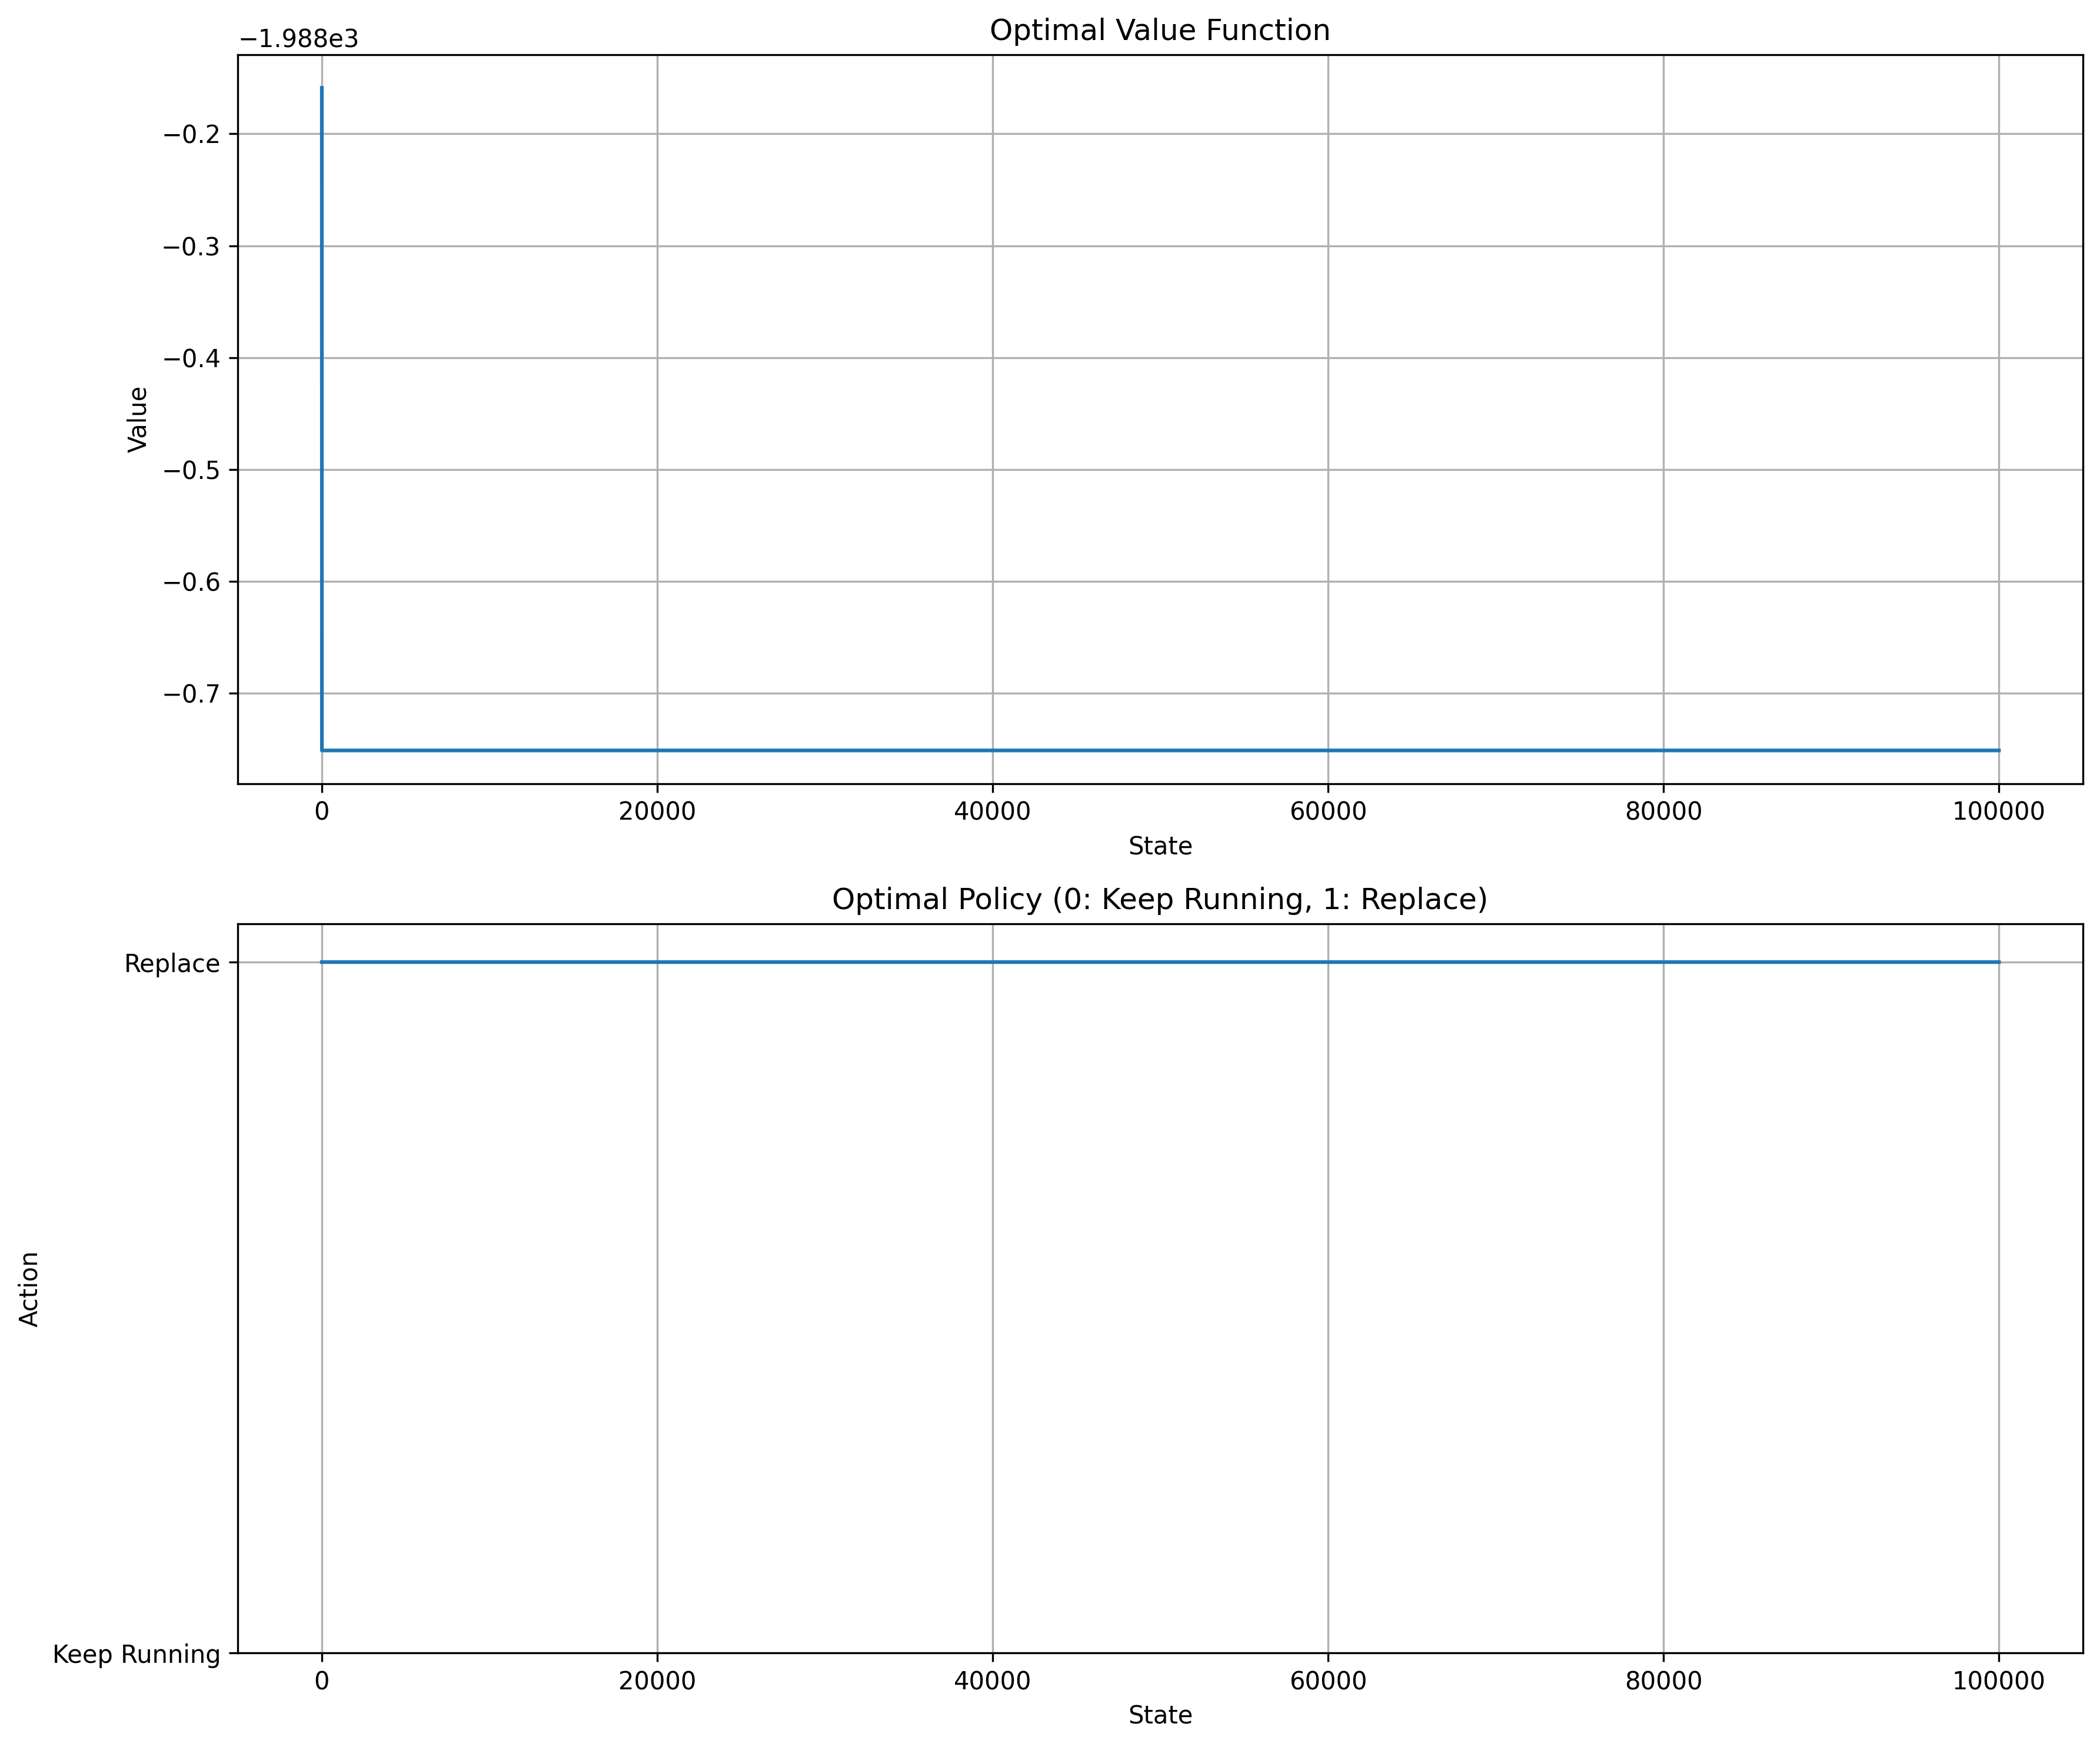 Optimal Value Function
−1.988e3
−0.2
−0.3
−0.4
−0.5
−0.6
−0.7
Value
0 20000 40000 60000 80000 100000
State
Optimal Policy (0: Keep Running, 1: Replace)
Replace
Keep Running
Action
0 20000 40000 60000 80000 100000
State